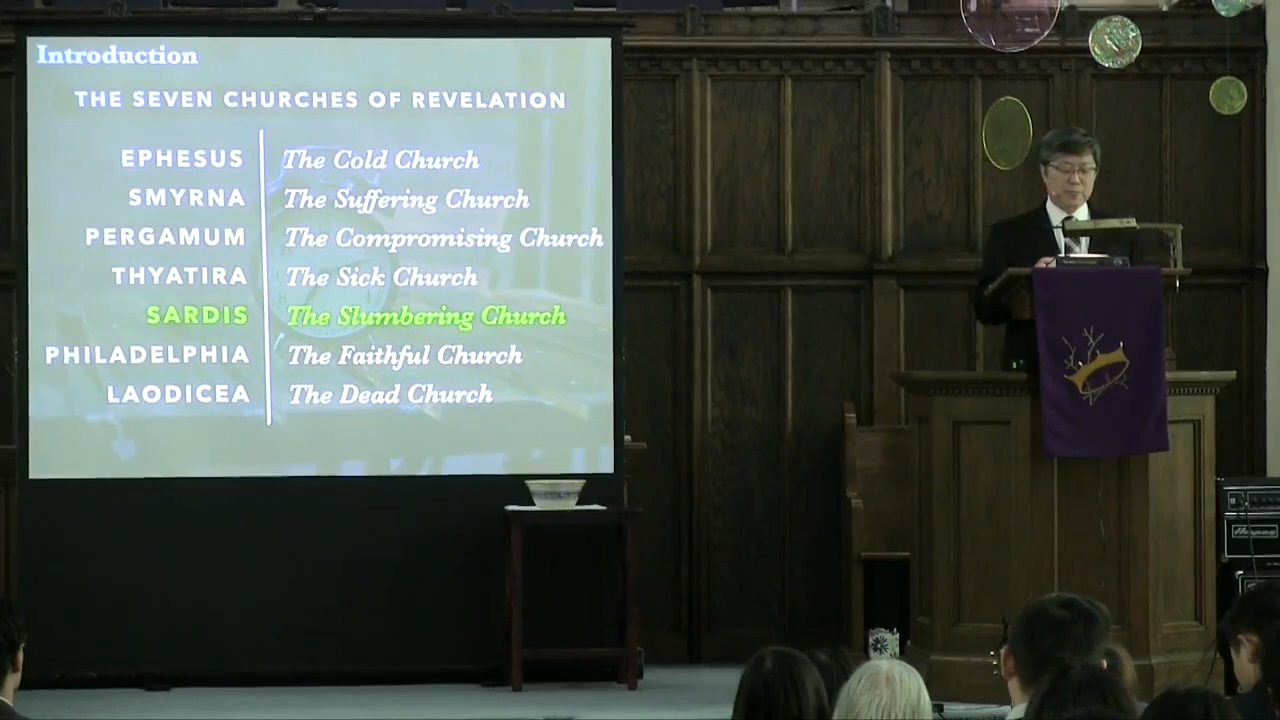 Introduction
THE SEVEN CHURCHES OF REVELATION
EPHESUS The Cold Church
SMYRNA The Suffering Church
PERGAMUM The Compromising Church
THYATIRA The Sick Church
SARDIS The Slumbering Church
PHILADELPHIA The Faithful Church
LAODICEA The Dead Church